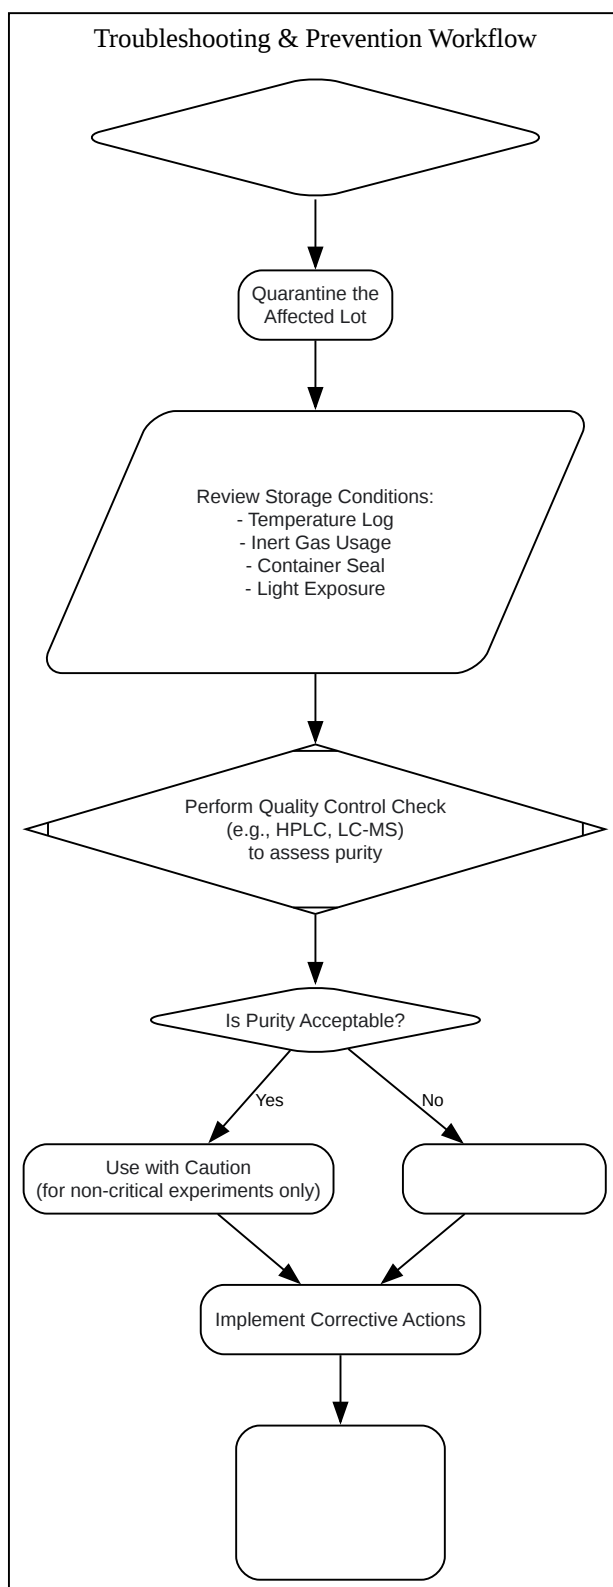 Troubleshooting & Prevention Workflow
Quarantine the
Affected Lot
Review Storage Conditions:
- Temperature Log
- Inert Gas Usage
- Container Seal
- Light Exposure
Perform Quality Control Check
(e.g., HPLC, LC-MS)
to assess purity
Is Purity Acceptable?
Yes
No
Use with Caution
(for non-critical experiments only)
Implement Corrective Actions